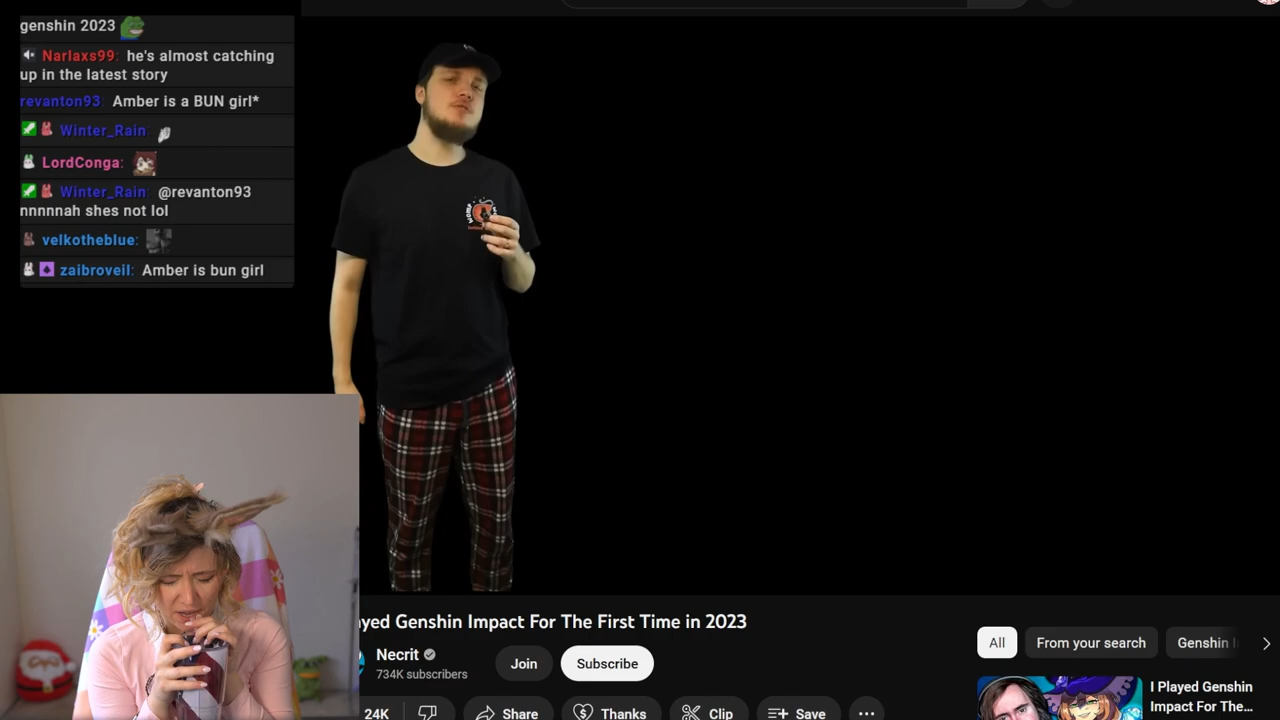 genshin 2023
Narlaxs99: he's almost catching
up in the latest story
revanton93: Amber is a BUN girl*
Winter_Rain:
LordConga:
Winter_Rain: @revanton93
nnnnnah shes not lol
velkotheblue:
zaibroveil: Amber is bun girl
yed Genshin Impact For The First Time in 2023
Necrit
734K subscribers
Join
Subscribe
24K
Share
Thanks
Clip
Save
All
From your search
Genshin
I Played Genshin
Impact For The...